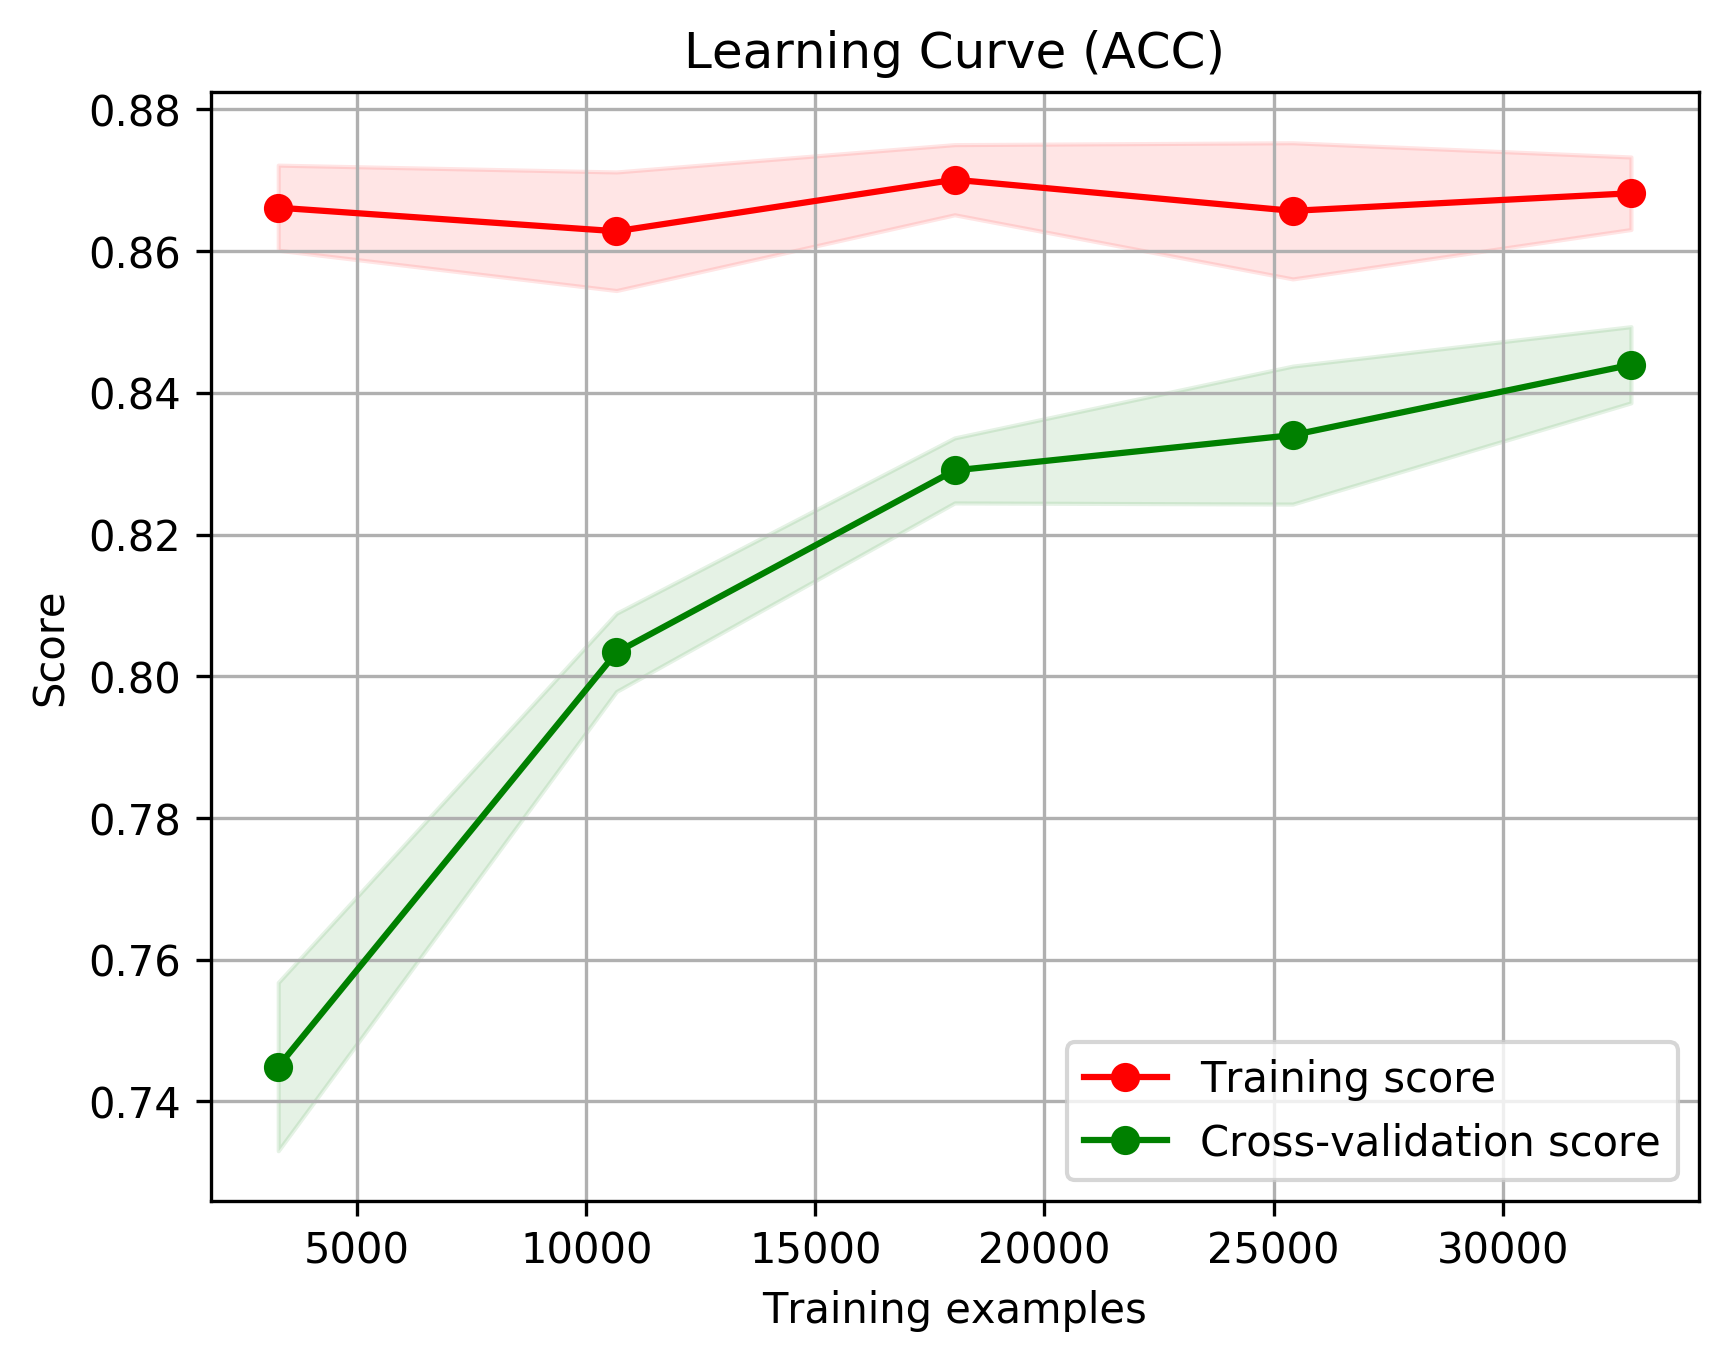 Learning Curve (ACC)
0.88
0.86
0.84
0.82
0.80
0.78
0.76
0.74
Score
5000 10000 15000 20000 25000 30000
Training examples
Training score
Cross-validation score